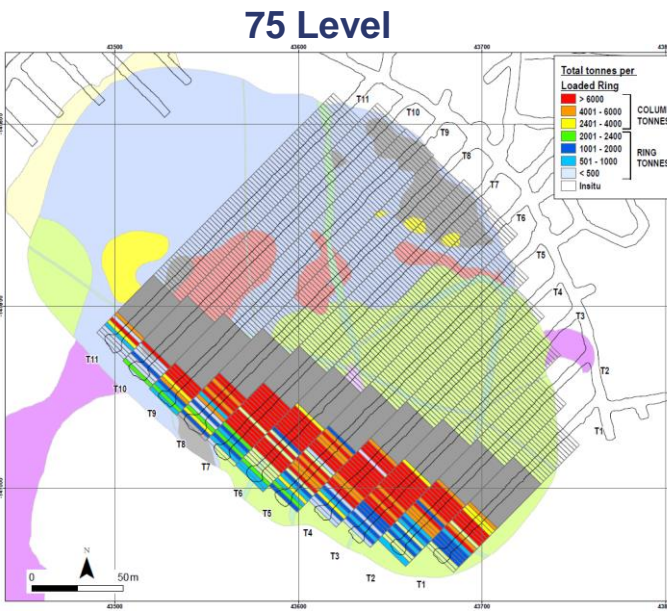 75 Level
43500
43600
43700
Total tonnes per
Loaded Ring
> 6000
4001 - 6000
2401 - 4000
2001 - 2400
1001 - 2000
501 - 1000
< 500
Insitu
COLUM
TONNES
RING
TONNES
T11
T10
T9
T8
T7
T6
T5
T4
T3
T2
T1
T11
T10
T9
T8
T7
T6
T5
T4
T3
T2
T1
N
0
50m
43500
43600
43700